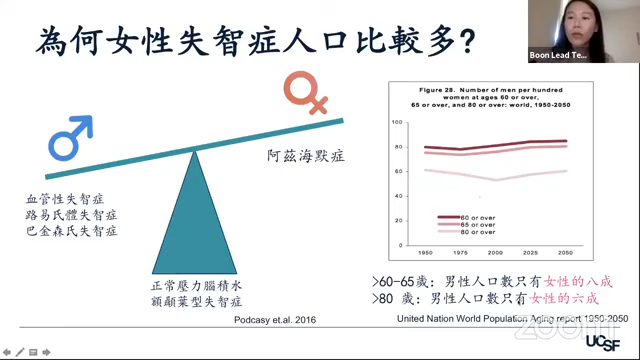 為何女性失智症人口比較多?
Boon Lead Te...
阿茲海默症
血管性失智症
路易氏體失智症
巴金森氏失智症
正常壓力腦積水
額顳葉型失智症
Podcasy et.al. 2016
Figure 28. Number of men per hundred
women at ages 60 or over,
65 or over, and 80 or over: world, 1950-2050
100
80
60
40
20
0
1950
1975
2000
2025
2050
60 or over
65 or over
80 or over
>60-65歲: 男性人口數只有女性的八成
>80 歲: 男性人口數只有女性的六成
United Nation World Population Aging report 1950-2050
zoom
UCSF